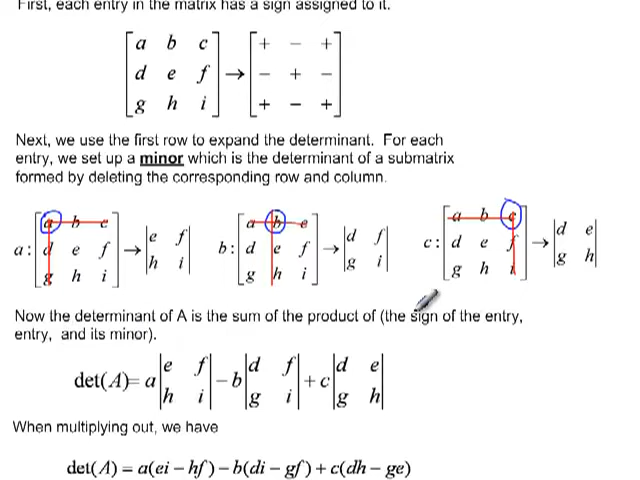 First, each entry in the matrix has a sign assigned to it.
[a b c] → [+ − +]
[d e f] [− + −]
[g h i] [+ − +]
Next, we use the first row to expand the determinant. For each
entry, we set up a minor which is the determinant of a submatrix
formed by deleting the corresponding row and column.
a: [a b c; d e f; g h i] → |e f; h i| b: [a b c; d e f; g h i] → |d f; g i| c: [a b c; d e f; g h i] → |d e; g h|
Now the determinant of A is the sum of the product of (the sign of the entry,
entry, and its minor).
det(A)= a|e f; h i| − b|d f; g i| + c|d e; g h|
When multiplying out, we have
det(A) = a(ei − hf) − b(di − gf) + c(dh − ge)